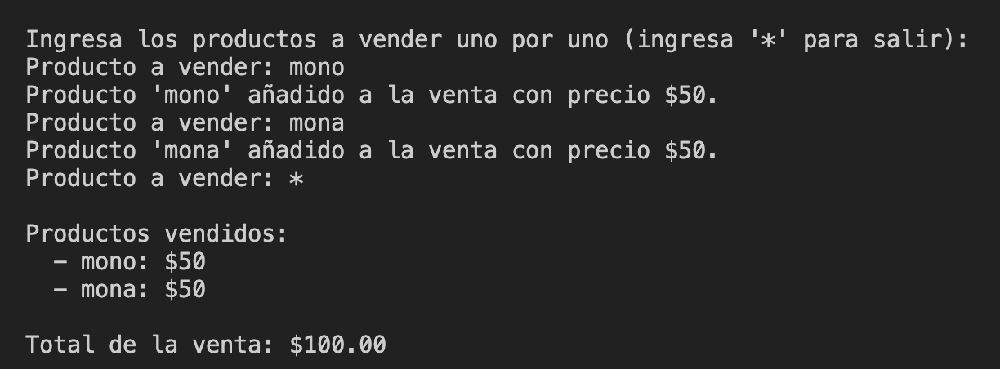 Ingresa los productos a vender uno por uno (ingresa '*' para salir):
Producto a vender: mono
Producto 'mono' añadido a la venta con precio $50.
Producto a vender: mona
Producto 'mona' añadido a la venta con precio $50.
Producto a vender: *
Productos vendidos:
- mono: $50
- mona: $50
Total de la venta: $100.00